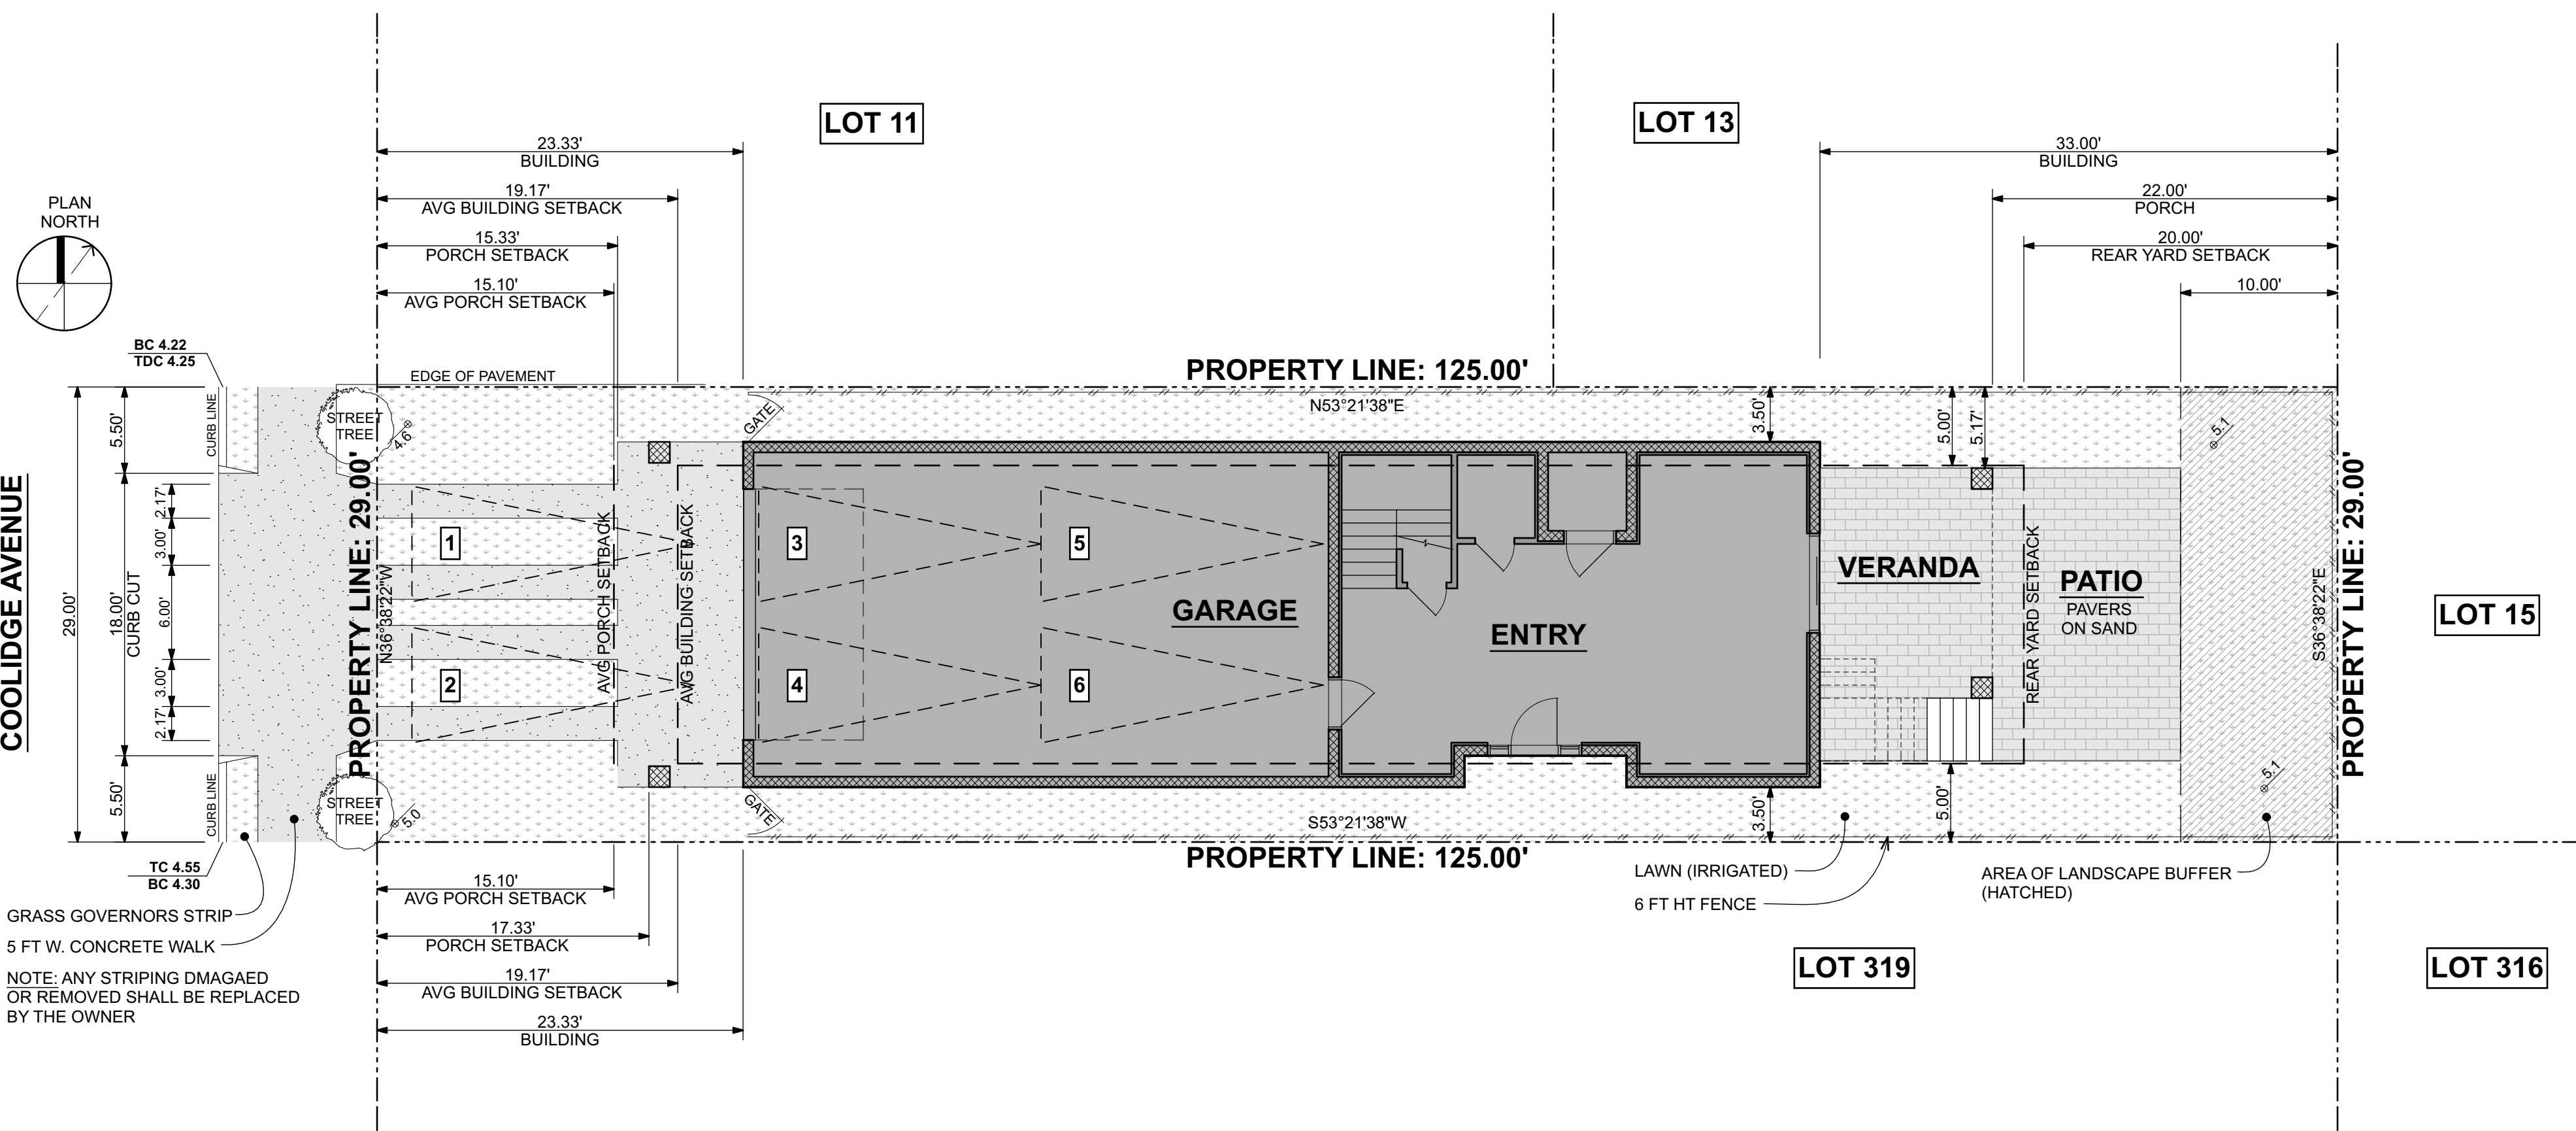 LOT 11
LOT 13
23.33'
BUILDING
33.00'
BUILDING
19.17'
AVG BUILDING SETBACK
22.00'
PORCH
PLAN
NORTH
15.33'
PORCH SETBACK
20.00'
REAR YARD SETBACK
15.10'
AVG PORCH SETBACK
10.00'
BC 4.22
TDC 4.25
EDGE OF PAVEMENT
PROPERTY LINE: 125.00'
N53°21'38"E
GATE
STREET
TREE
4.6'
CURB LINE
5.50'
3.50'
5.00'
5.17'
5.1
COOLIDGE AVENUE
29.00'
18.00'
CURB CUT
2.17'
3.00'
6.00'
3.00'
2.17'
5.50'
PROPERTY LINE: 29.00'
N36°38'22"W
1
2
AVG PORCH SETBACK
AVG BUILDING SETBACK
3
4
5
6
GARAGE
ENTRY
VERANDA
REAR YARD SETBACK
PATIO
PAVERS
ON SAND
S36°38'22"E
PROPERTY LINE: 29.00'
LOT 15
CURB LINE
STREET
TREE
5.0
GATE
S53°21'38"W
3.50'
5.00'
5.1
PROPERTY LINE: 125.00'
TC 4.55
BC 4.30
15.10'
AVG PORCH SETBACK
LAWN (IRRIGATED)
6 FT HT FENCE
AREA OF LANDSCAPE BUFFER
(HATCHED)
GRASS GOVERNORS STRIP
5 FT W. CONCRETE WALK
17.33'
PORCH SETBACK
NOTE: ANY STRIPING DMAGAED
OR REMOVED SHALL BE REPLACED
BY THE OWNER
19.17'
AVG BUILDING SETBACK
23.33'
BUILDING
LOT 319
LOT 316